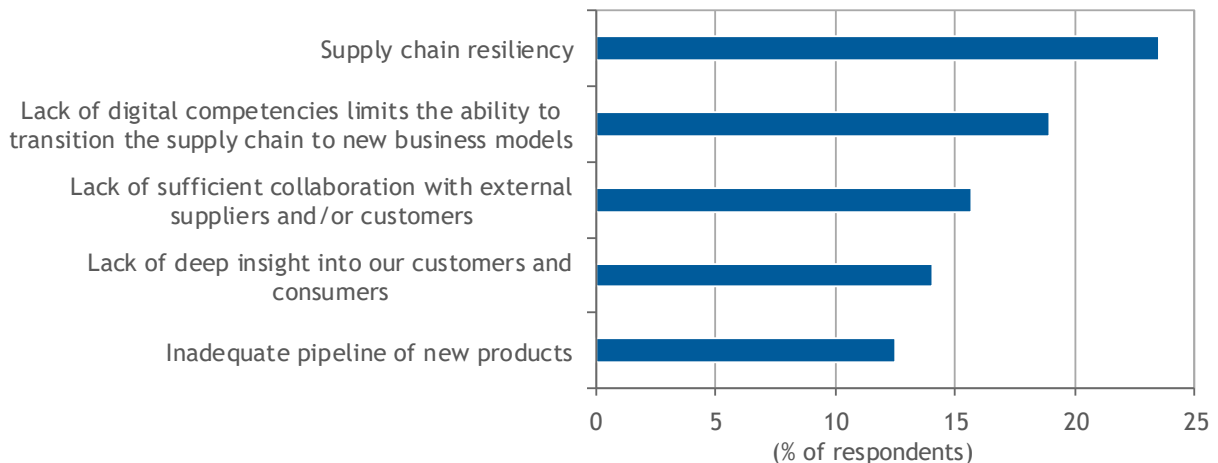 Supply chain resiliency
Lack of digital competencies limits the ability to
transition the supply chain to new business models
Lack of sufficient collaboration with external
suppliers and/or customers
Lack of deep insight into our customers and
consumers
Inadequate pipeline of new products
0 5 10 15 20 25
(% of respondents)